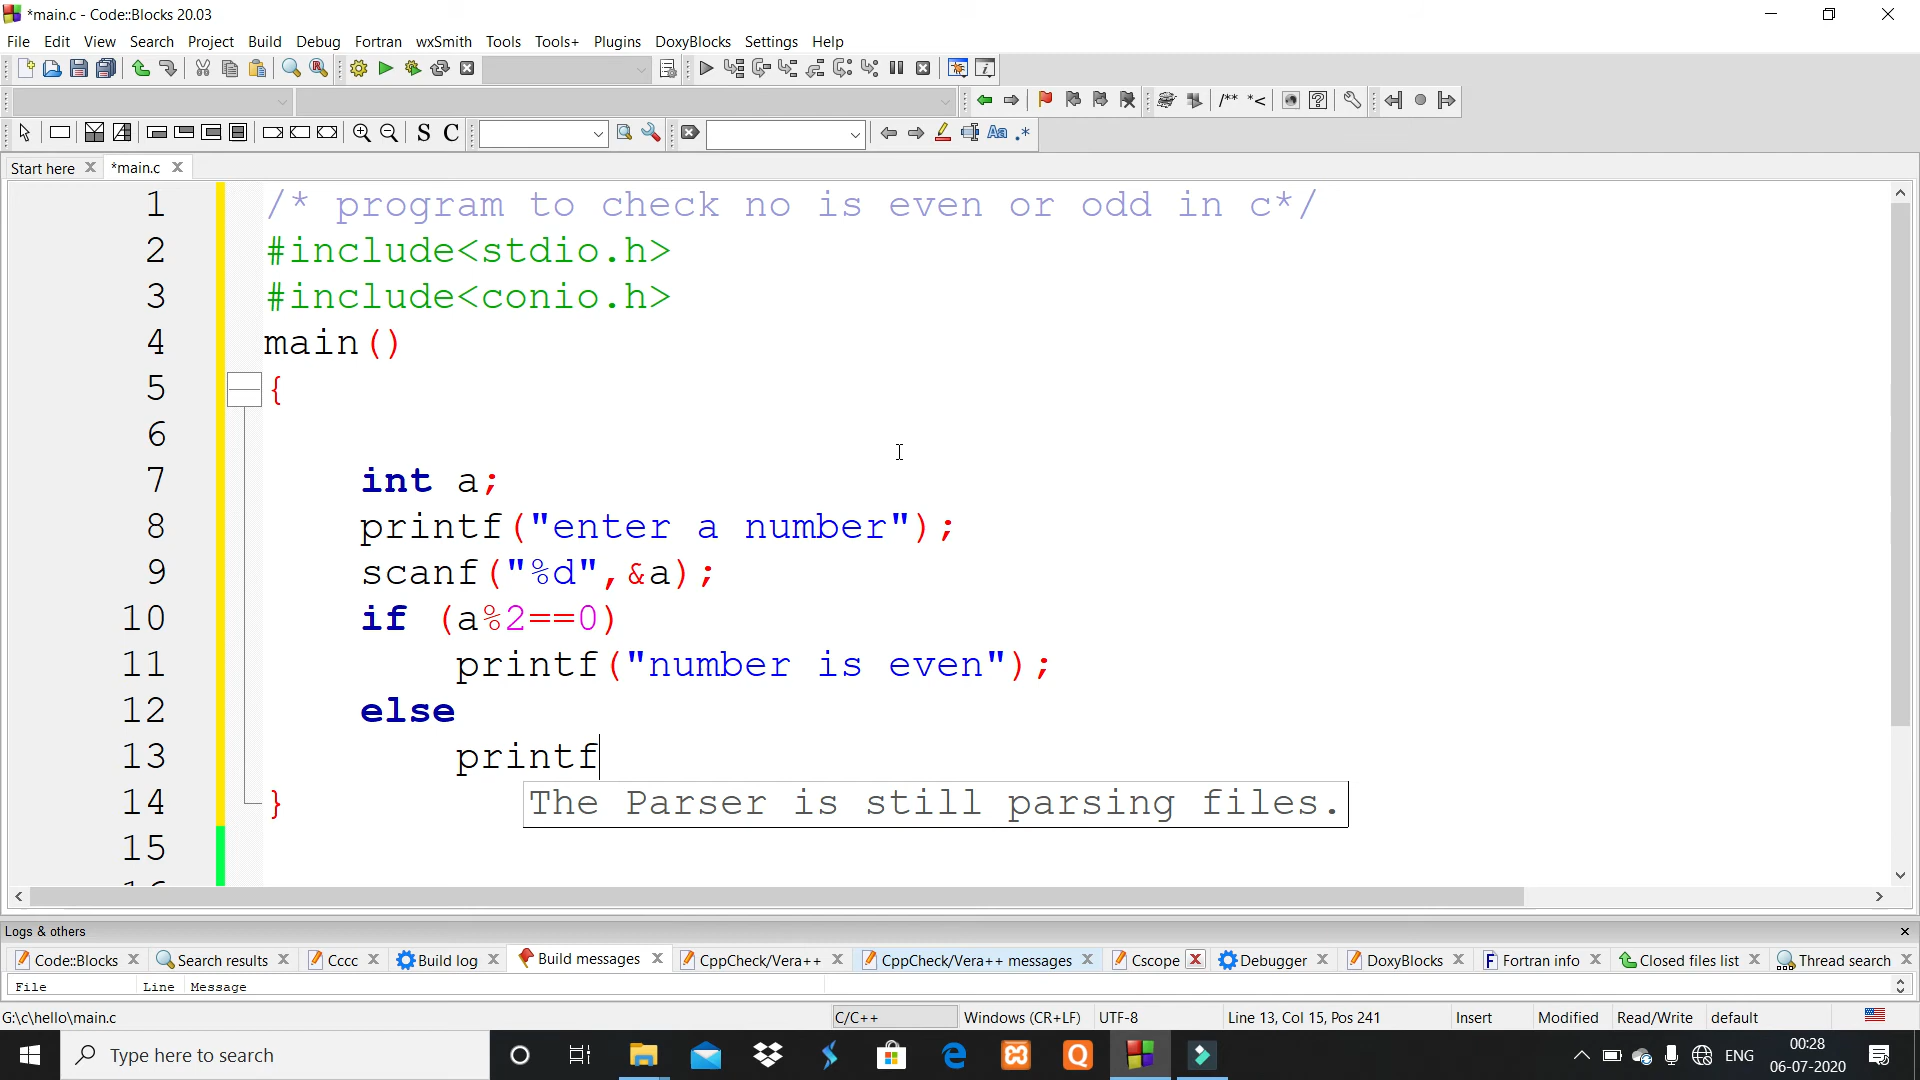 *main.c - Code::Blocks 20.03
File Edit View Search Project Build Debug Fortran wxSmith Tools Tools+ Plugins DoxyBlocks Settings Help
/** *<
S C Aa .*
Start here *main.c
1 /* program to check no is even or odd in c*/
2 #include<stdio.h>
3 #include<conio.h>
4 main()
5 {
6
7 int a;
8 printf("enter a number");
9 scanf("%d",&a);
10 if (a%2==0)
11 printf("number is even");
12 else
13 printf
14 }
The Parser is still parsing files.
15
Logs & others
Code::Blocks Search results Cccc Build log Build messages CppCheck/Vera++ CppCheck/Vera++ messages Cscope Debugger DoxyBlocks Fortran info Closed files list Thread search
File Line Message
G:\c\hello\main.c C/C++ Windows (CR+LF) UTF-8 Line 13, Col 15, Pos 241 Insert Modified Read/Write default
Type here to search
ENG
00:28
06-07-2020